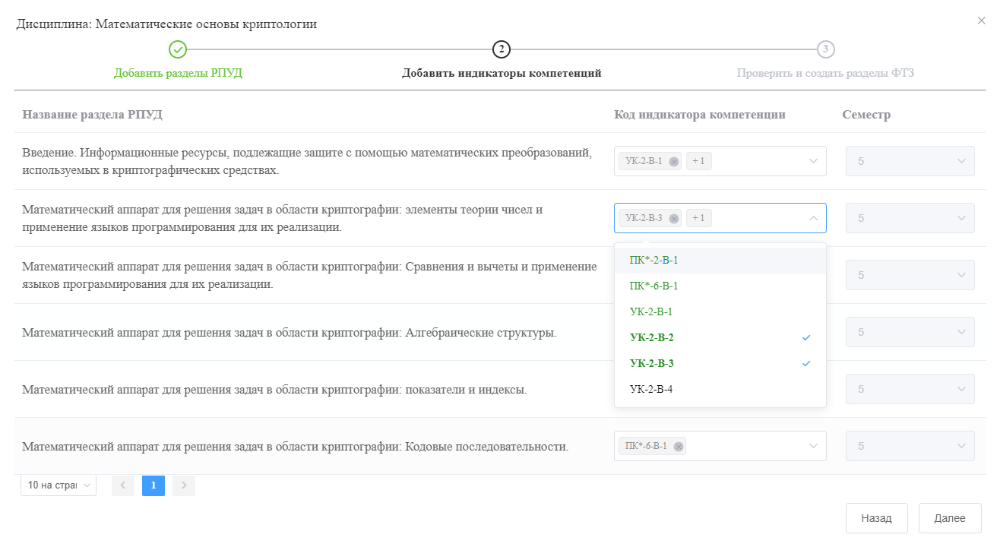 Дисциплина: Математические основы криптологии
2
3
Добавить разделы РПУД
Добавить индикаторы компетенций
Проверить и создать разделы ФТЗ
Название раздела РПУД
Код индикатора компетенции
Семестр
Введение. Информационные ресурсы, подлежащие защите с помощью математических преобразований,
используемых в криптографических средствах.
УК-2-В-1
+ 1
5
Математический аппарат для решения задач в области криптографии: элементы теории чисел и
применение языков программирования для их реализации.
УК-2-В-3
+ 1
5
Математический аппарат для решения задач в области криптографии: Сравнения и вычеты и применение
языков программирования для их реализации.
5
Математический аппарат для решения задач в области криптографии: Алгебраические структуры.
5
Математический аппарат для решения задач в области криптографии: показатели и индексы.
5
ПК*-2-В-1
ПК*-6-В-1
УК-2-В-1
УК-2-В-2
УК-2-В-3
УК-2-В-4
Математический аппарат для решения задач в области криптографии: Кодовые последовательности.
ПК*-6-В-1
5
10 на стра
1
Назад
Далее